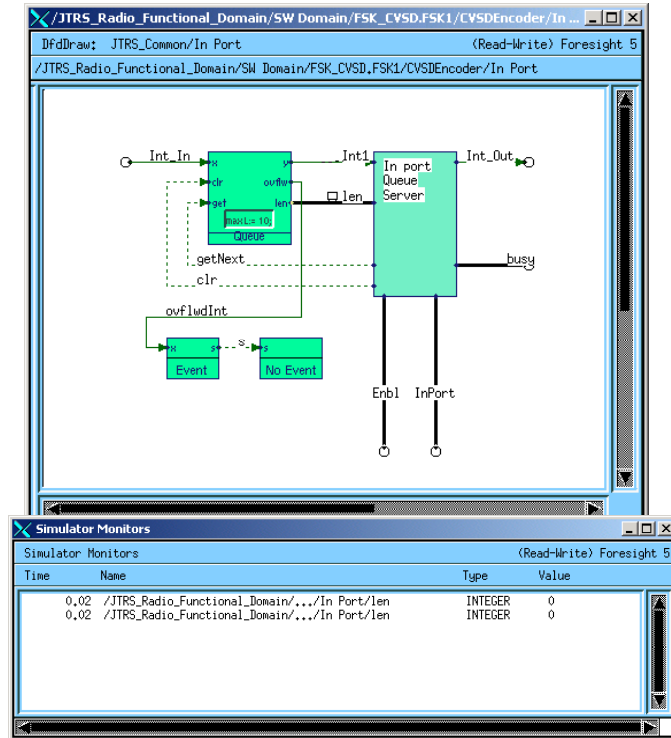 /JTRS_Radio_Functional_Domain/SW Domain/FSK_CVSD.FSK1/CVSDEncoder/In ...
DfdDraw: JTRS_Common/In Port (Read-Write) Foresight 5
/JTRS_Radio_Functional_Domain/SW Domain/FSK_CVSD.FSK1/CVSDEncoder/In Port
Int_In
Int1
Int_Out
x y
clr ovflw
get len
maxL:= 10;
Queue
len
In port
Queue
Server
getNext
busy
clr
ovflwdInt
x s
s
s
Event
No Event
Enbl InPort
Simulator Monitors
Simulator Monitors (Read-Write) Foresight 5
Time Name Type Value
0.02 /JTRS_Radio_Functional_Domain/.../In Port/len INTEGER 0
0.02 /JTRS_Radio_Functional_Domain/.../In Port/len INTEGER 0